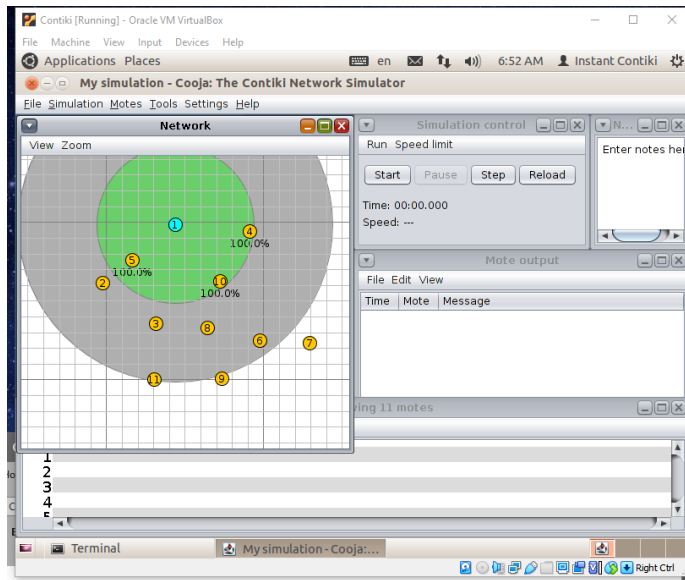 Contiki [Running] - Oracle VM VirtualBox
File Machine View Input Devices Help
Applications Places en 6:52 AM Instant Contiki
My simulation - Cooja: The Contiki Network Simulator
File Simulation Motes Tools Settings Help
Network
View Zoom
1
4
100.0%
5
100.0%
2
10
100.0%
3
8
6
7
11
9
Simulation control
Run Speed limit
Start Pause Step Reload
Time: 00:00.000
Speed: ---
N...
Enter notes her
Mote output
File Edit View
Time Mote Message
ing 11 motes
1
2
3
4
5
Terminal
My simulation - Cooja:...
Right Ctrl